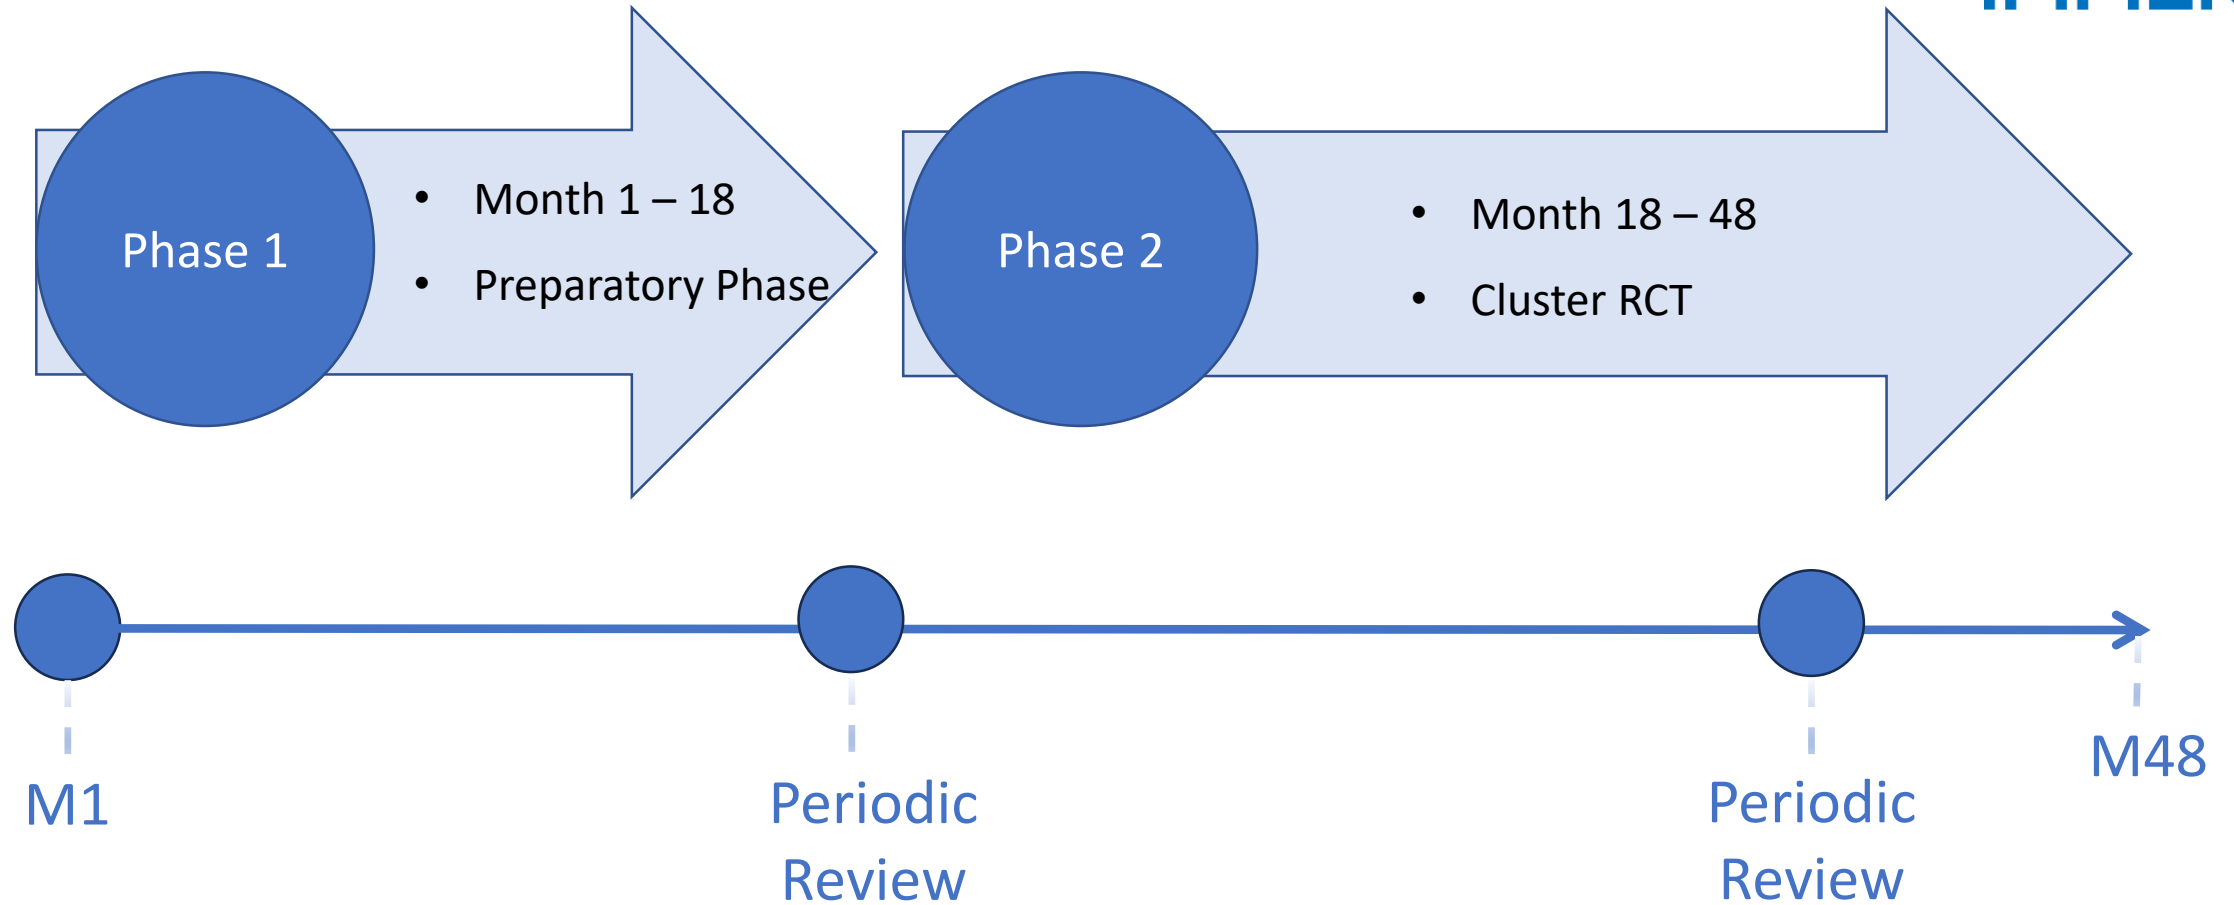 Phase 1
• Month 1 – 18
• Preparatory Phase
Phase 2
• Month 18 – 48
• Cluster RCT
M1
Periodic
Review
Periodic
Review
M48